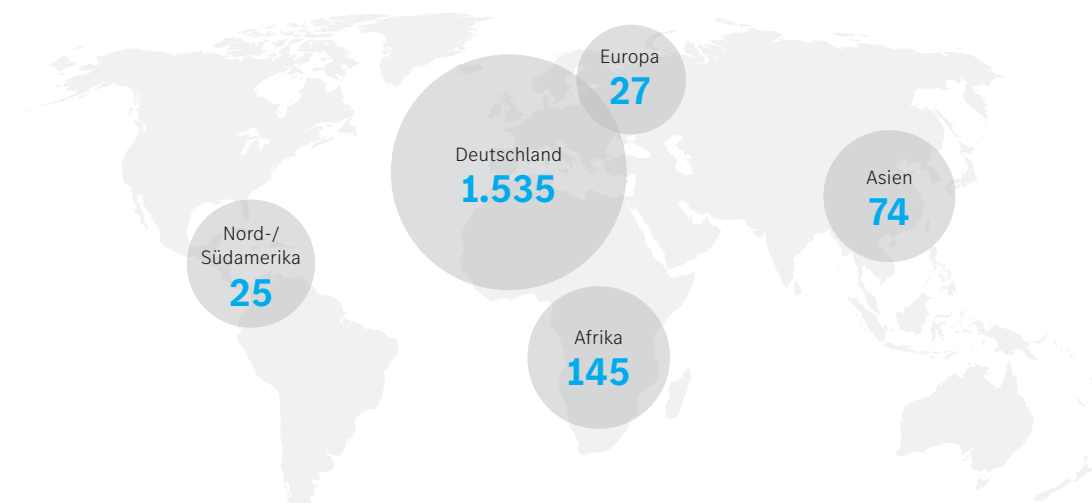 Europa
27
Deutschland
1.535
Asien
74
Nord-/
Südamerika
25
Afrika
145